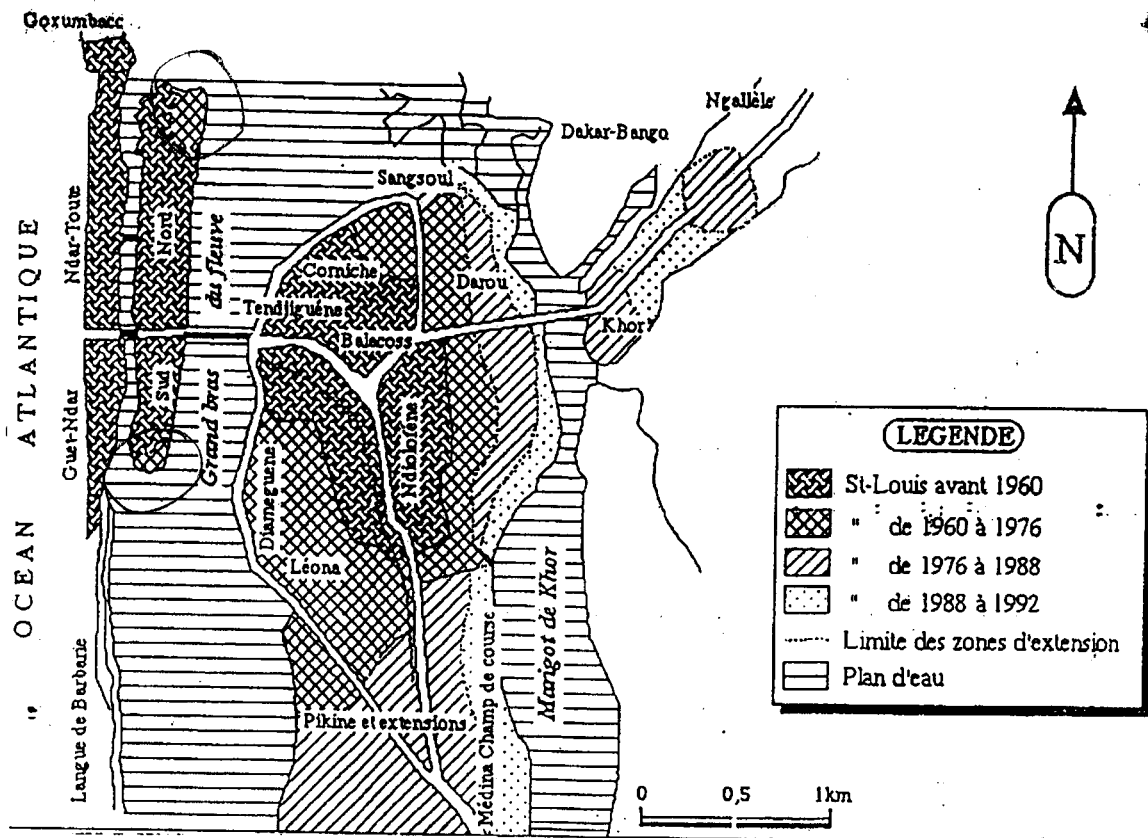 Goxumbacc
Ngallèle
Dakar-Bango
Sangsoul
Ndar-Toute
Nord
du fleuve
Corniche
Darou
Tendjiguène
Balacoss
Khor
N
OCEAN ATLANTIQUE
Guet-Ndar
Sud
Grand bras
Ndiolofène
Diameguene
Léona
LEGENDE
St-Louis avant 1960
" de 1960 à 1976
" de 1976 à 1988
" de 1988 à 1992
Limite des zones d'extension
Plan d'eau
Langue de Barbarie
Pikine et extensions
Médina Champ de course
Marigot de Khor
0 0,5 1km